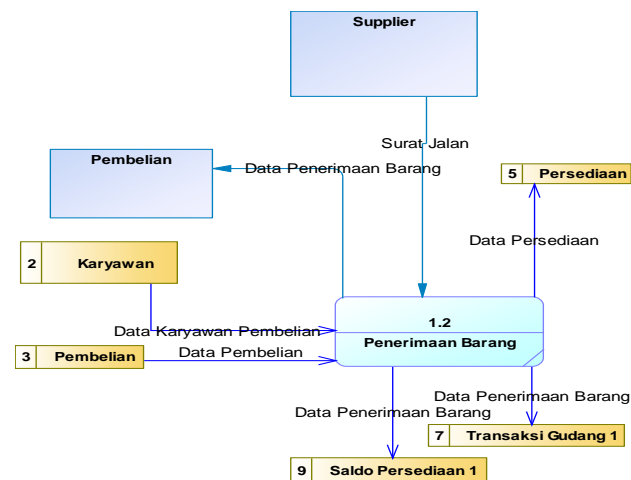 Supplier
Surat Jalan
Pembelian
Data Penerimaan Barang
5 Persediaan
Data Persediaan
2 Karyawan
1.2
Data Karyawan Pembelian
Penerimaan Barang
3 Pembelian
Data Pembelian
Data Penerimaan Barang
Data Penerimaan Barang
7 Transaksi Gudang 1
9 Saldo Persediaan 1